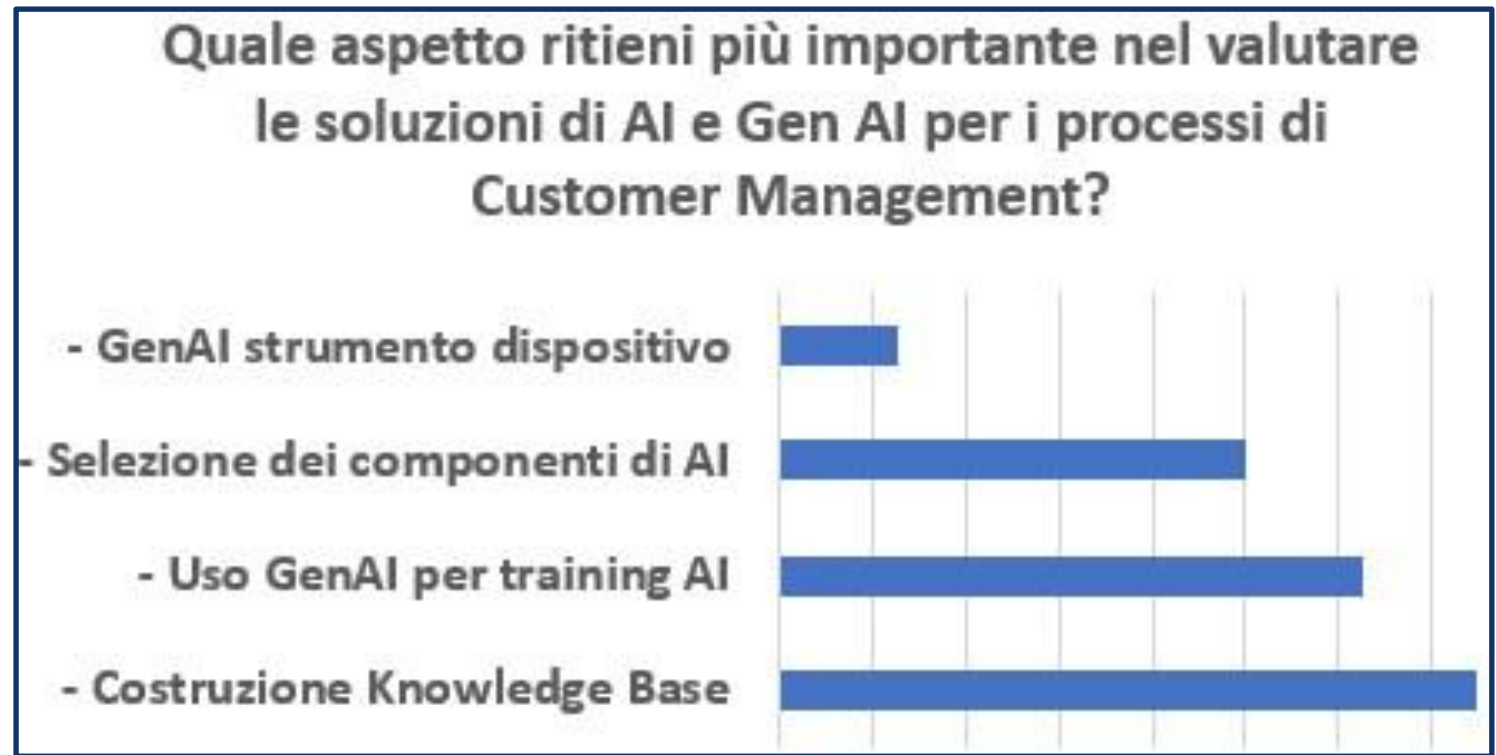 Quale aspetto ritieni più importante nel valutare
le soluzioni di AI e Gen AI per i processi di
Customer Management?
- GenAI strumento dispositivo
- Selezione dei componenti di AI
- Uso GenAI per training AI
- Costruzione Knowledge Base